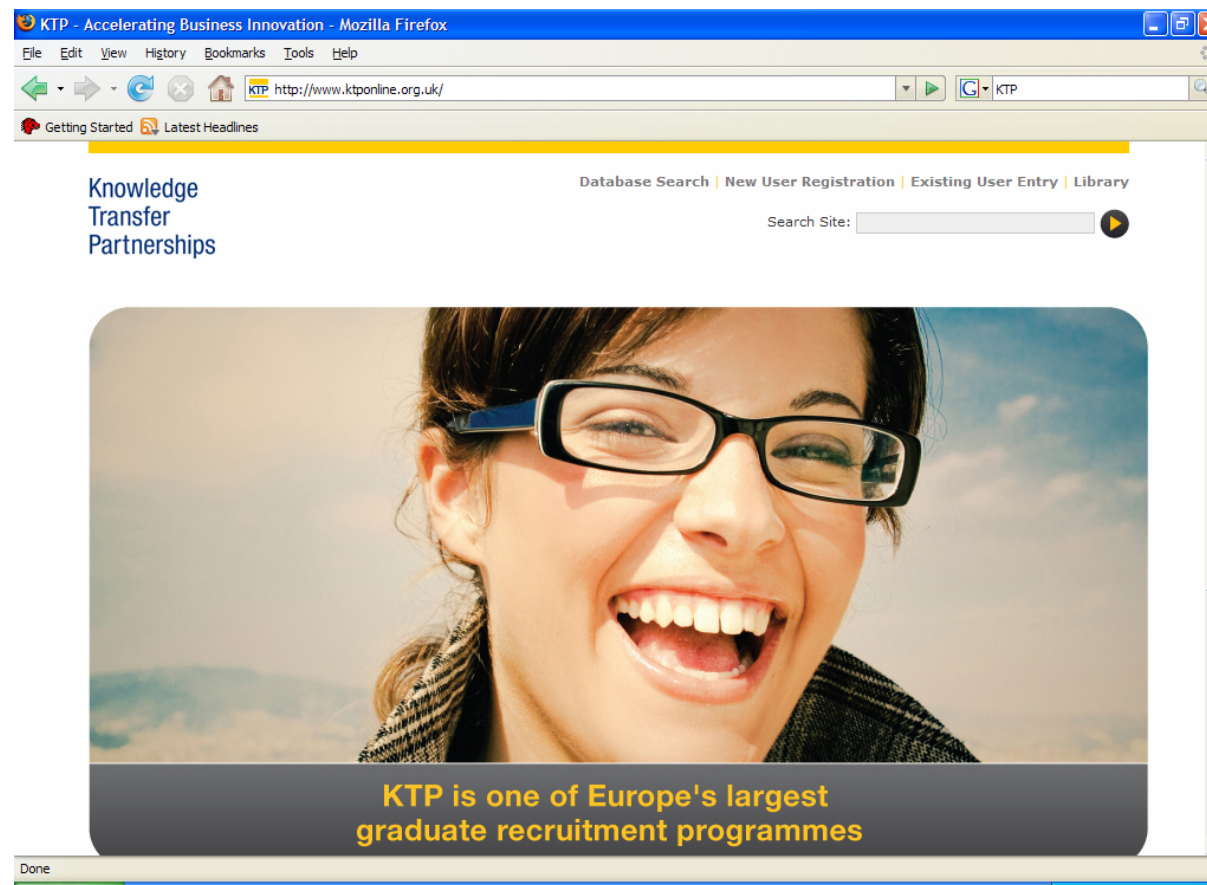 KTP - Accelerating Business Innovation - Mozilla Firefox
File Edit View History Bookmarks Tools Help
KTP http://www.ktponline.org.uk/ G KTP
Getting Started Latest Headlines
Database Search | New User Registration | Existing User Entry | Library
Knowledge
Transfer
Partnerships
Search Site:
KTP is one of Europe's largest
graduate recruitment programmes
Done